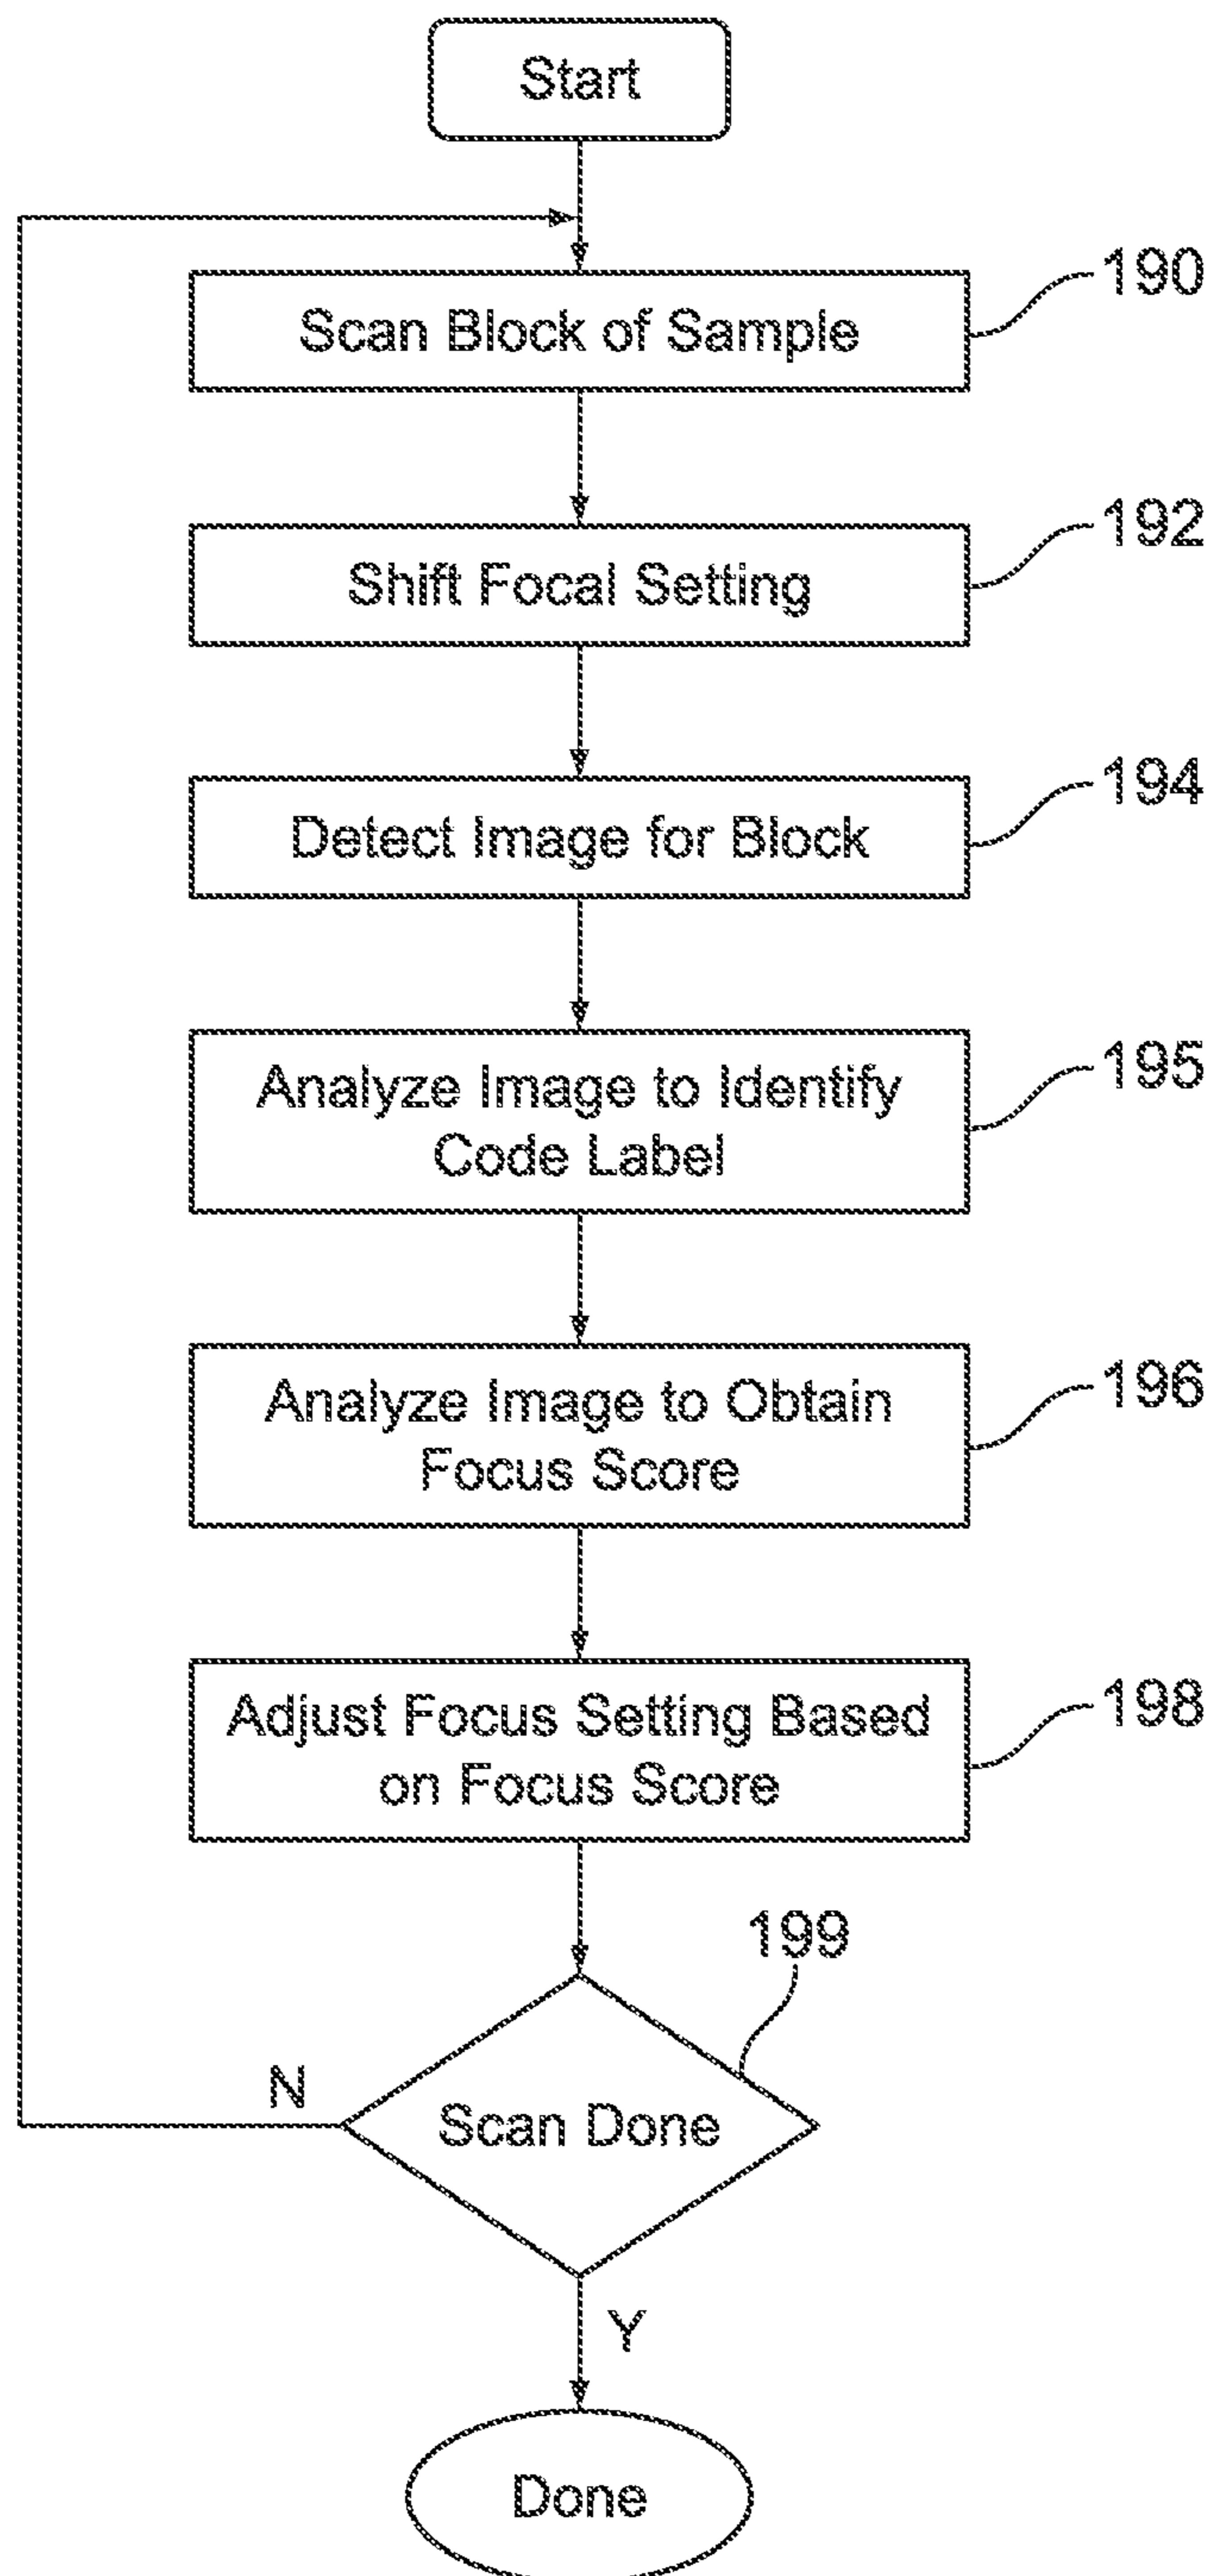 Start
Scan Block of Sample
190
Shift Focal Setting
192
Detect Image for Block
194
Analyze Image to Identify
Code Label
195
Analyze Image to Obtain
Focus Score
196
Adjust Focus Setting Based
on Focus Score
198
199
Scan Done
N
Y
Done